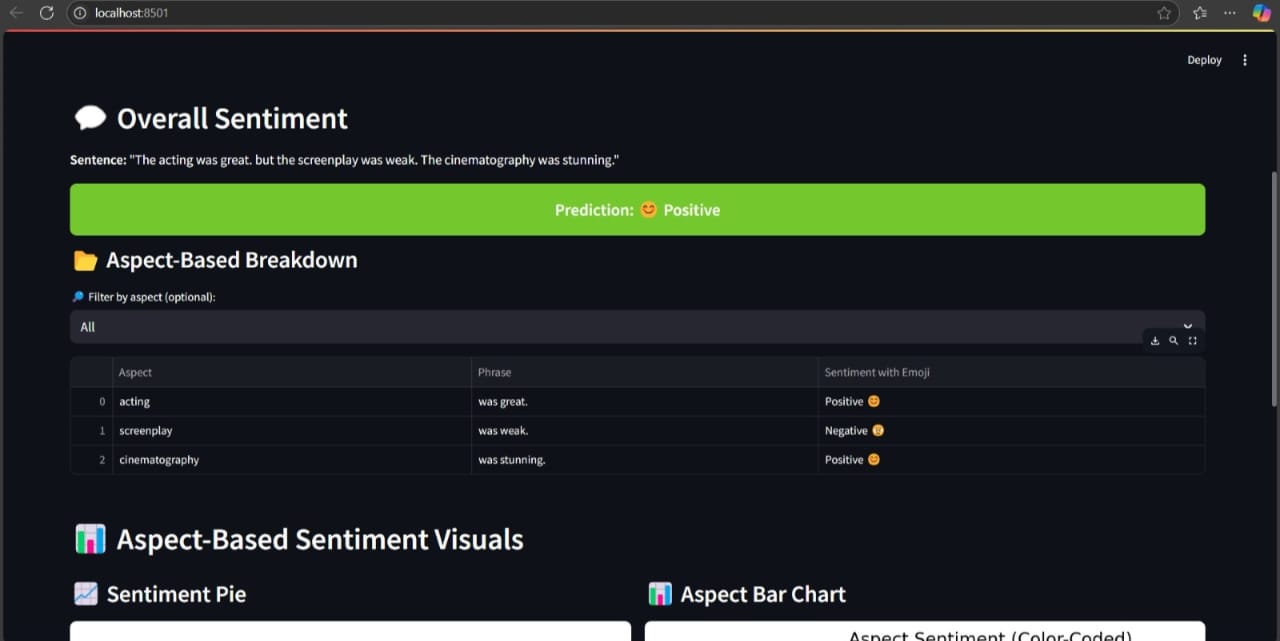 localhost:8501
Deploy
Overall Sentiment
Sentence: "The acting was great. but the screenplay was weak. The cinematography was stunning."
Prediction: 😊 Positive
Aspect-Based Breakdown
Filter by aspect (optional):
All
Aspect Phrase Sentiment with Emoji
0 acting was great. Positive 😊
1 screenplay was weak. Negative
2 cinematography was stunning. Positive 😊
Aspect-Based Sentiment Visuals
Sentiment Pie Aspect Bar Chart
Aspect Sentiment (Color-Coded)